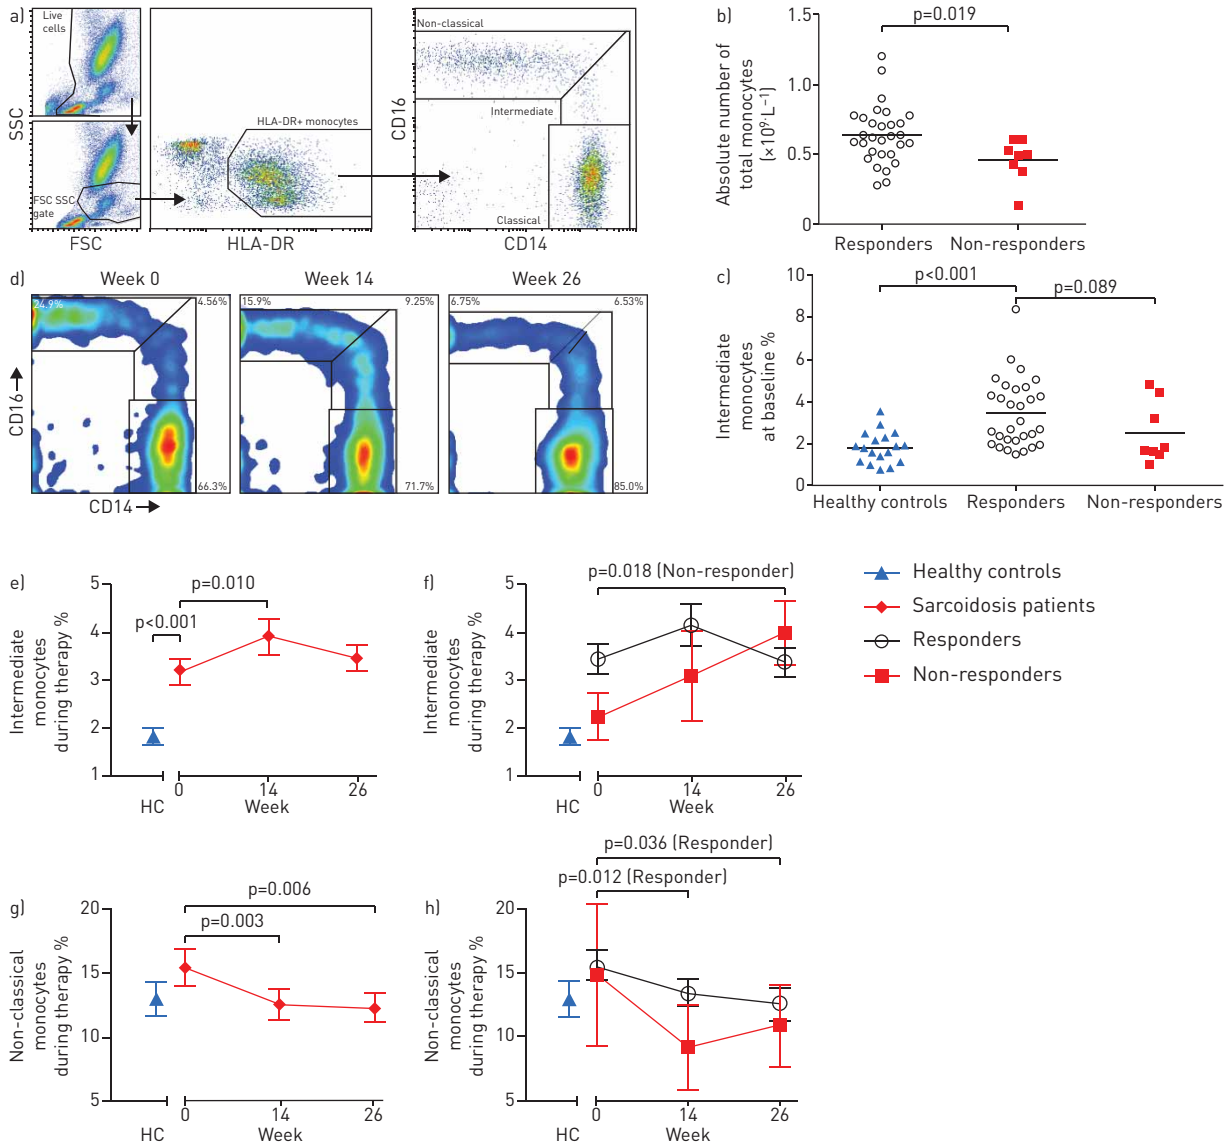 a)
Live
cells
SSC
FSC SSC
gate
FSC
HLA-DR+ monocytes
HLA-DR
Non-classical
Intermediate
Classical
CD16
CD14
b)
p=0.019
Absolute number of
total monocytes
(×10⁹·L⁻¹)
1.5
1.0
0.5
0
Responders
Non-responders
c)
p<0.001
p=0.089
Intermediate
monocytes
at baseline %
10
8
6
4
2
0
Healthy controls
Responders
Non-responders
d)
Week 0
Week 14
Week 26
24.9%
4.56%
66.3%
15.9%
9.25%
71.7%
6.75%
6.53%
85.0%
CD16
CD14
e)
p=0.010
p<0.001
Intermediate
monocytes
during therapy %
5
4
3
2
1
HC
0
14
26
Week
f)
p=0.018 (Non-responder)
Intermediate
monocytes
during therapy %
5
4
3
2
1
HC
0
14
26
Week
Healthy controls
Sarcoidosis patients
Responders
Non-responders
g)
p=0.006
p=0.003
Non-classical
monocytes
during therapy %
20
15
10
5
HC
0
14
26
Week
h)
p=0.036 (Responder)
p=0.012 (Responder)
Non-classical
monocytes
during therapy %
20
15
10
5
HC
0
14
26
Week